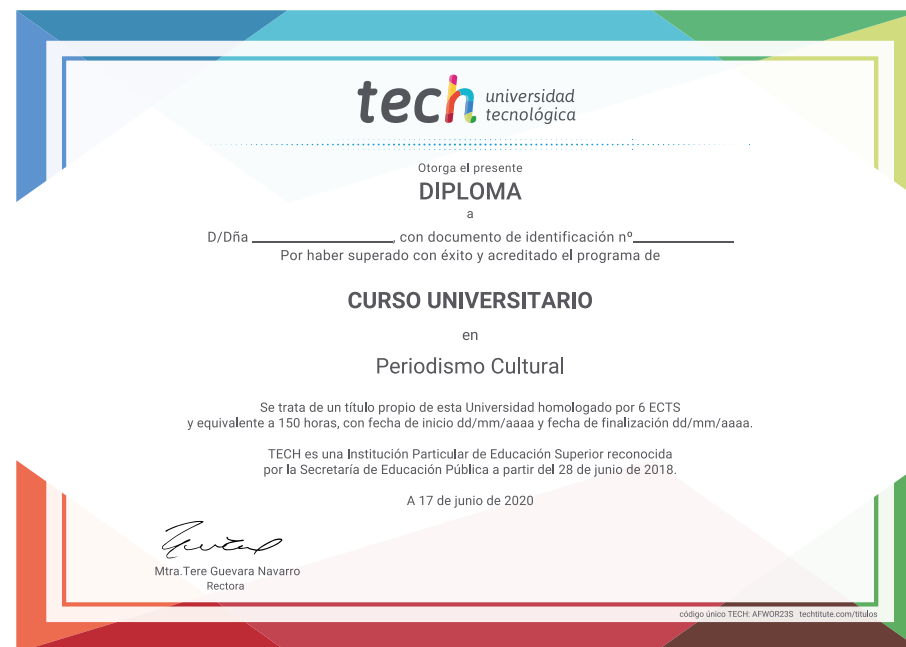 tech universidad
tecnológica
Otorga el presente
DIPLOMA
a
D/Dña ____________________, con documento de identificación nº______________
Por haber superado con éxito y acreditado el programa de
CURSO UNIVERSITARIO
en
Periodismo Cultural
Se trata de un título propio de esta Universidad homologado por 6 ECTS
y equivalente a 150 horas, con fecha de inicio dd/mm/aaaa y fecha de finalización dd/mm/aaaa.
TECH es una Institución Particular de Educación Superior reconocida
por la Secretaría de Educación Pública a partir del 28 de junio de 2018.
A 17 de junio de 2020
Mtra.Tere Guevara Navarro
Rectora
código único TECH: AFWOR23S techtitute.com/titulos